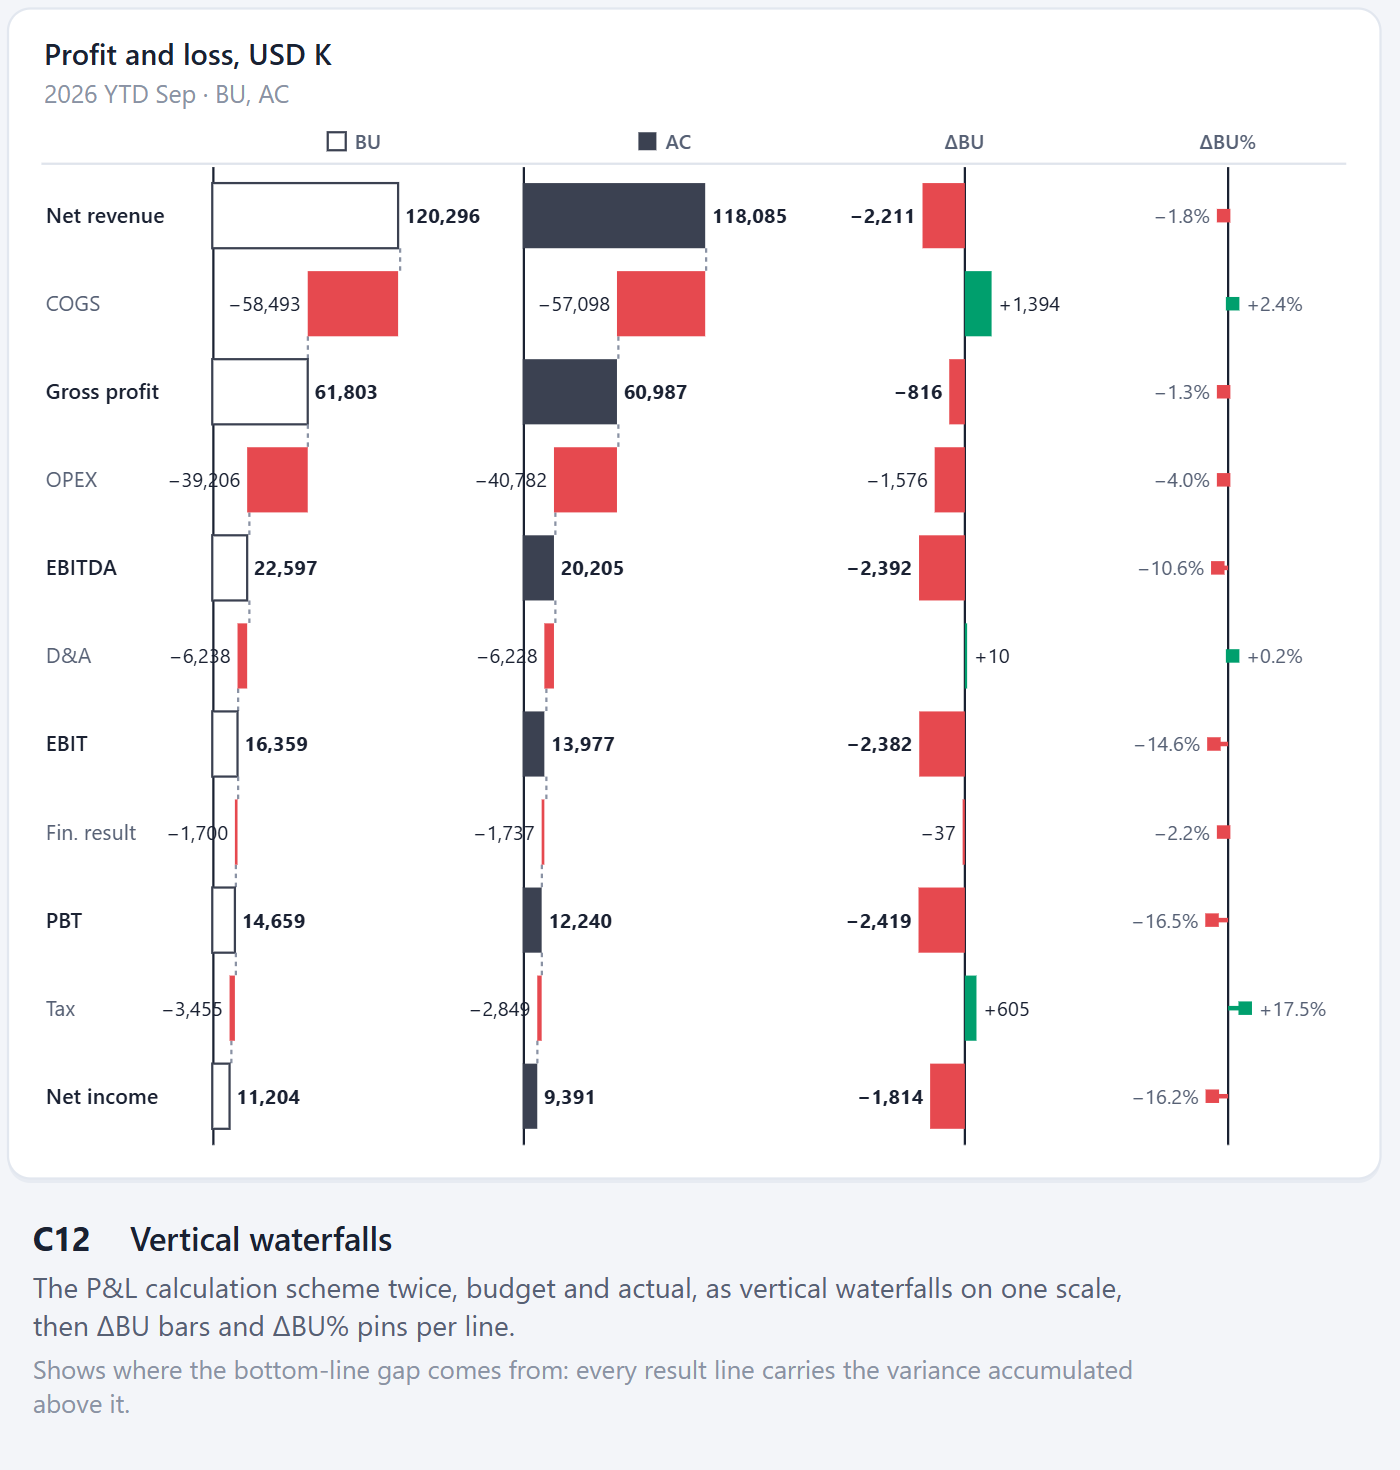 Profit and loss, USD K
2026 YTD Sep · BU, AC
BU AC ΔBU ΔBU%
Net revenue 120,296 118,085 −2,211 −1.8%
COGS −58,493 −57,098 +1,394 +2.4%
Gross profit 61,803 60,987 −816 −1.3%
OPEX −39,206 −40,782 −1,576 −4.0%
EBITDA 22,597 20,205 −2,392 −10.6%
D&A −6,238 −6,228 +10 +0.2%
EBIT 16,359 13,977 −2,382 −14.6%
Fin. result −1,700 −1,737 −37 −2.2%
PBT 14,659 12,240 −2,419 −16.5%
Tax −3,455 −2,849 +605 +17.5%
Net income 11,204 9,391 −1,814 −16.2%
C12 Vertical waterfalls
The P&L calculation scheme twice, budget and actual, as vertical waterfalls on one scale,
then ΔBU bars and ΔBU% pins per line.
Shows where the bottom-line gap comes from: every result line carries the variance accumulated
above it.